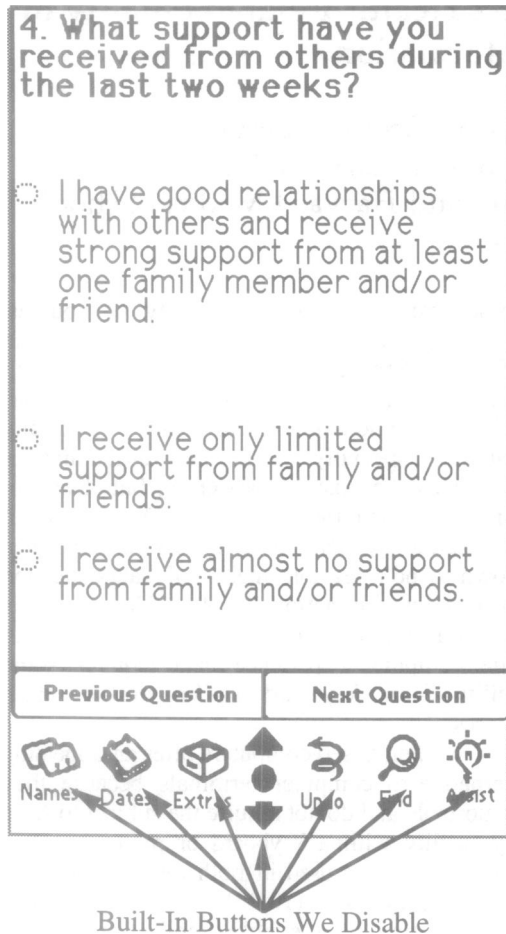 4. What support have you
received from others during
the last two weeks?
I have good relationships
with others and receive
strong support from at least
one family member and/or
friend.
I receive only limited
support from family and/or
friends.
I receive almost no support
from family and/or friends.
Previous Question Next Question
Names Dates Extras Undo Find Assist
Built-In Buttons We Disable